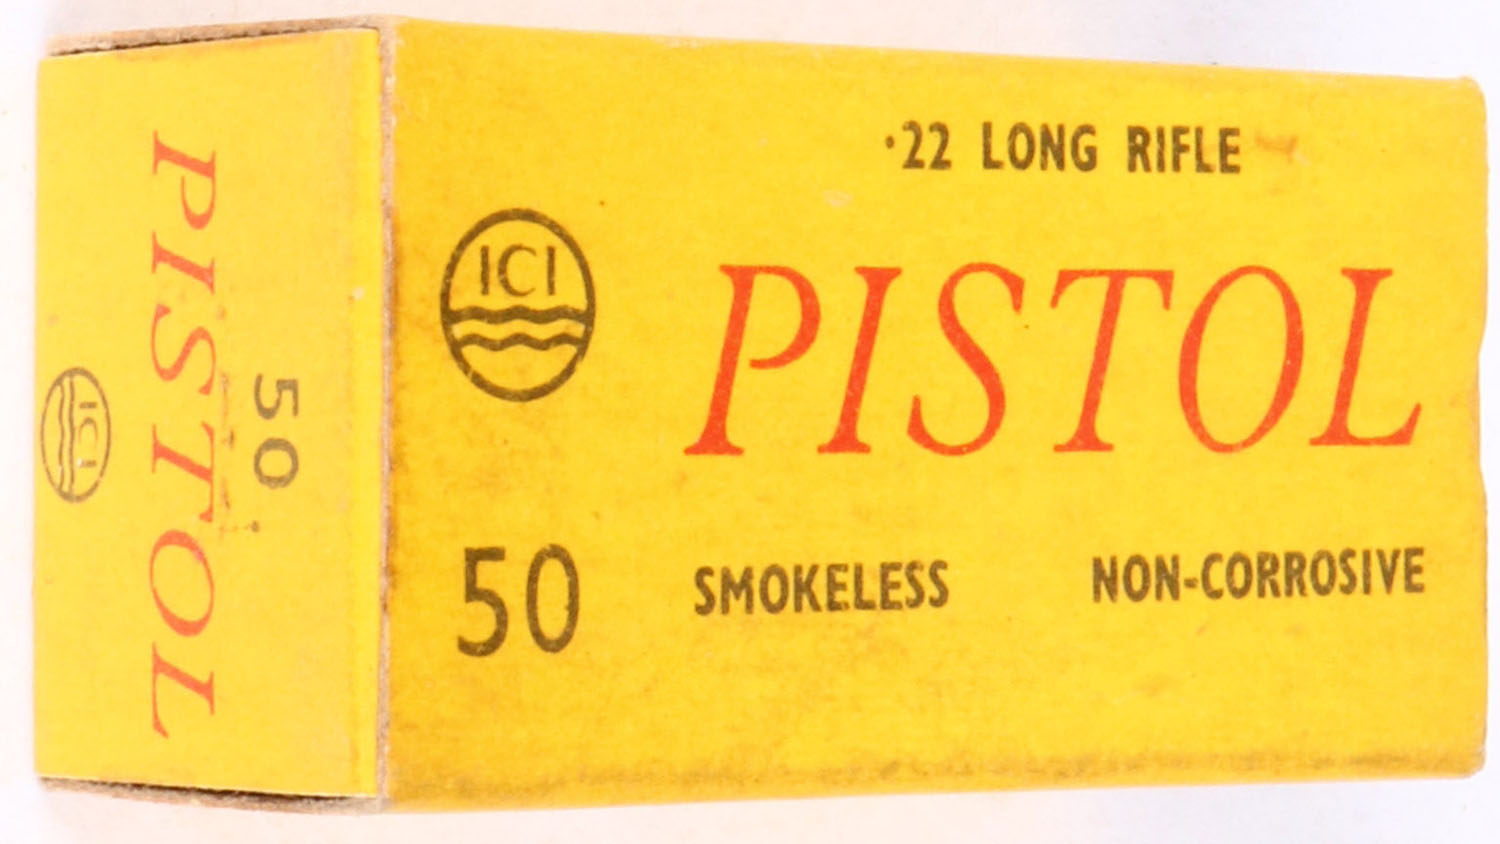 ·22 LONG RIFLE
ICI
PISTOL
50 SMOKELESS NON-CORROSIVE
50
PISTOL
ICI